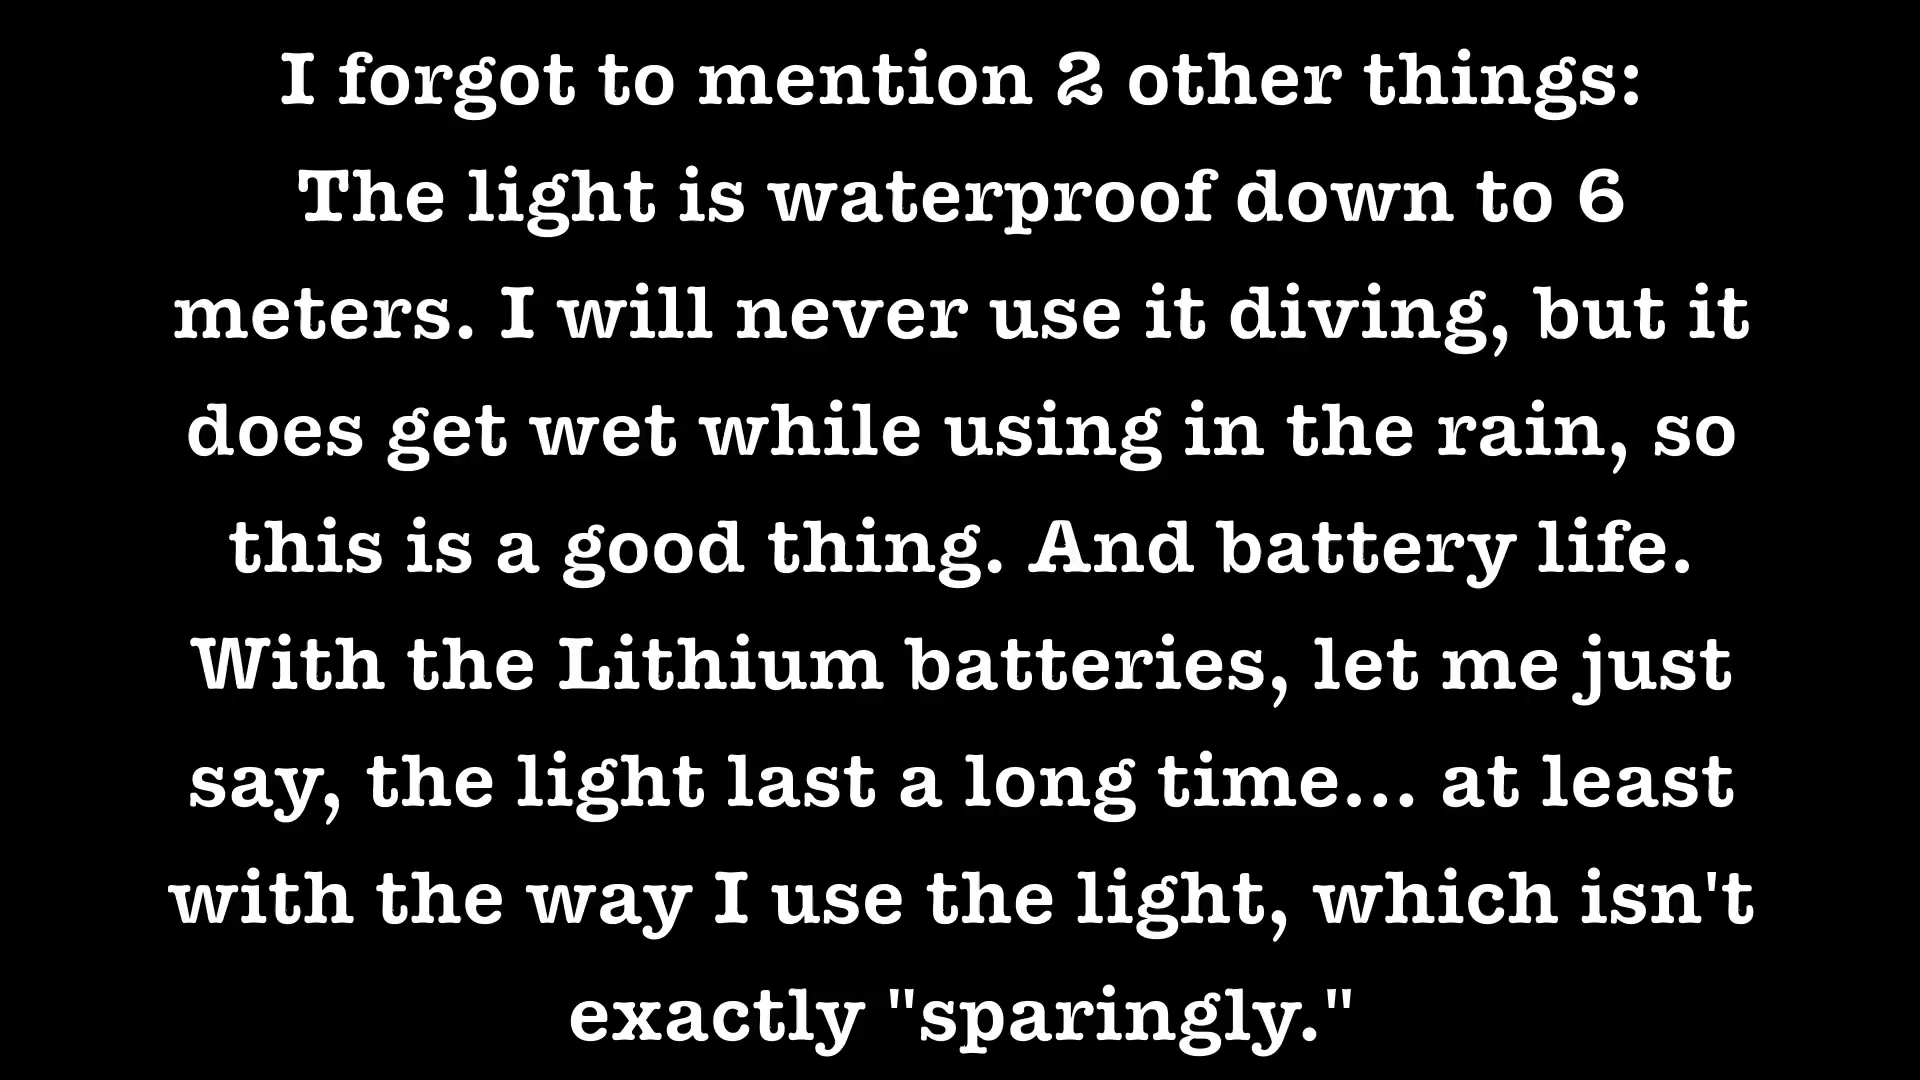 I forgot to mention 2 other things:
The light is waterproof down to 6
meters. I will never use it diving, but it
does get wet while using in the rain, so
this is a good thing. And battery life.
With the Lithium batteries, let me just
say, the light last a long time... at least
with the way I use the light, which isn't
exactly "sparingly."